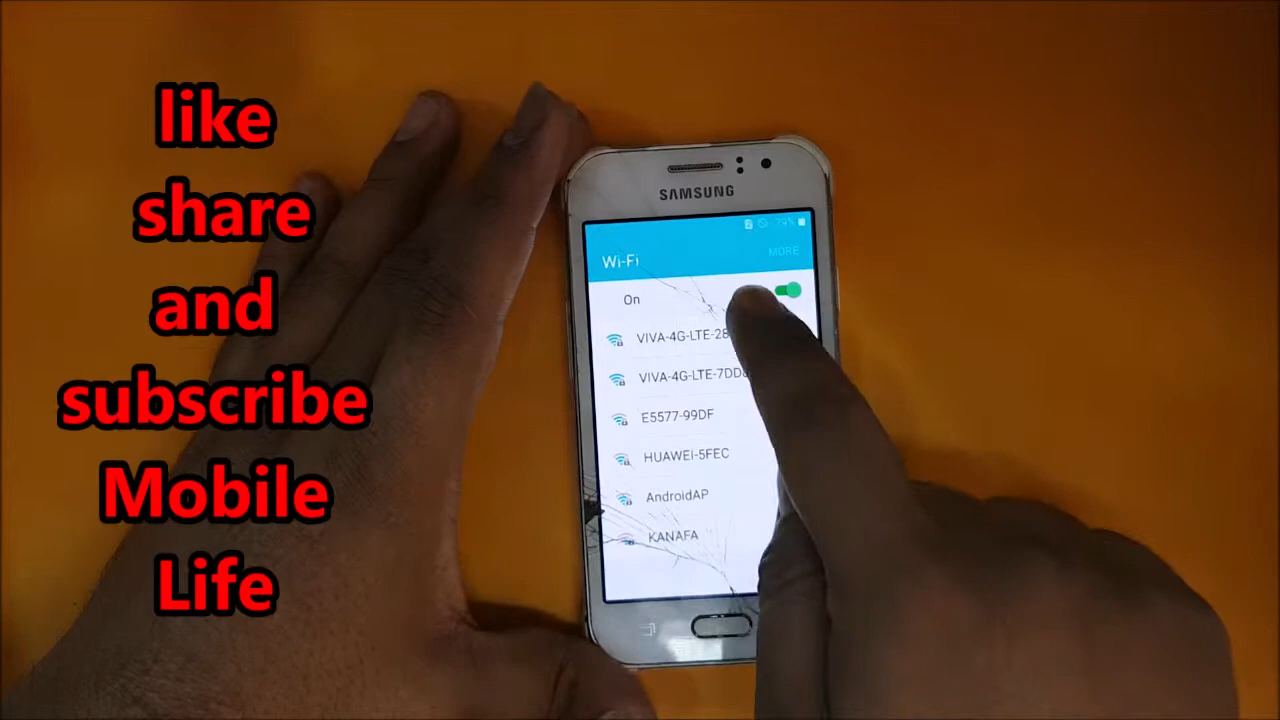 like
share
and
subscribe
Mobile
Life
SAMSUNG
Wi-Fi
MORE
On
VIVA-4G-LTE-28
VIVA-4G-LTE-7DD8
E5577-99DF
HUAWEI-5FEC
AndroidAP
KANAFA